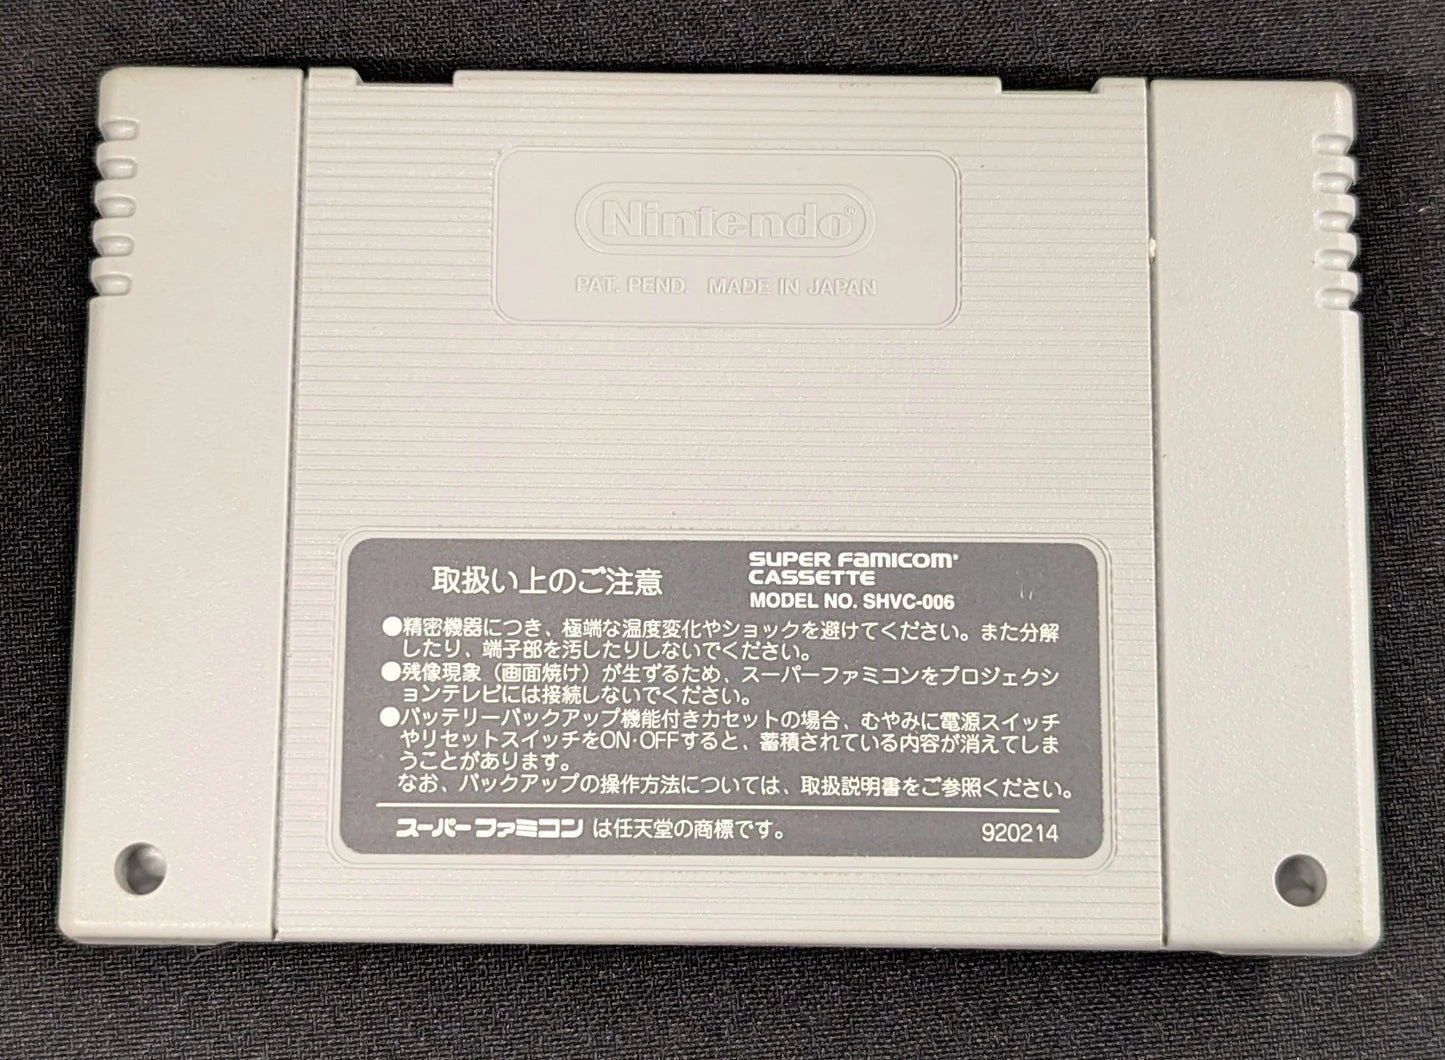 Nintendo®
PAT. PEND. MADE IN JAPAN
取扱い上のご注意
SUPER FAMICOM
CASSETTE
MODEL NO. SHVC-006
●精密機器につき、極端な温度変化やショックを避けてください。また分解
したり、端子部を汚したりしないでください。
●残像現象（画面焼け）が生ずるため、スーパーファミコンをプロジェクシ
ョンテレビには接続しないでください。
●バッテリーバックアップ機能付きカセットの場合、むやみに電源スイッチ
やリセットスイッチをON・OFFすると、蓄積されている内容が消えてしま
うことがあります。
なお、バックアップの操作方法については、取扱説明書をご参照ください。
スーパーファミコン は任天堂の商標です。
920214